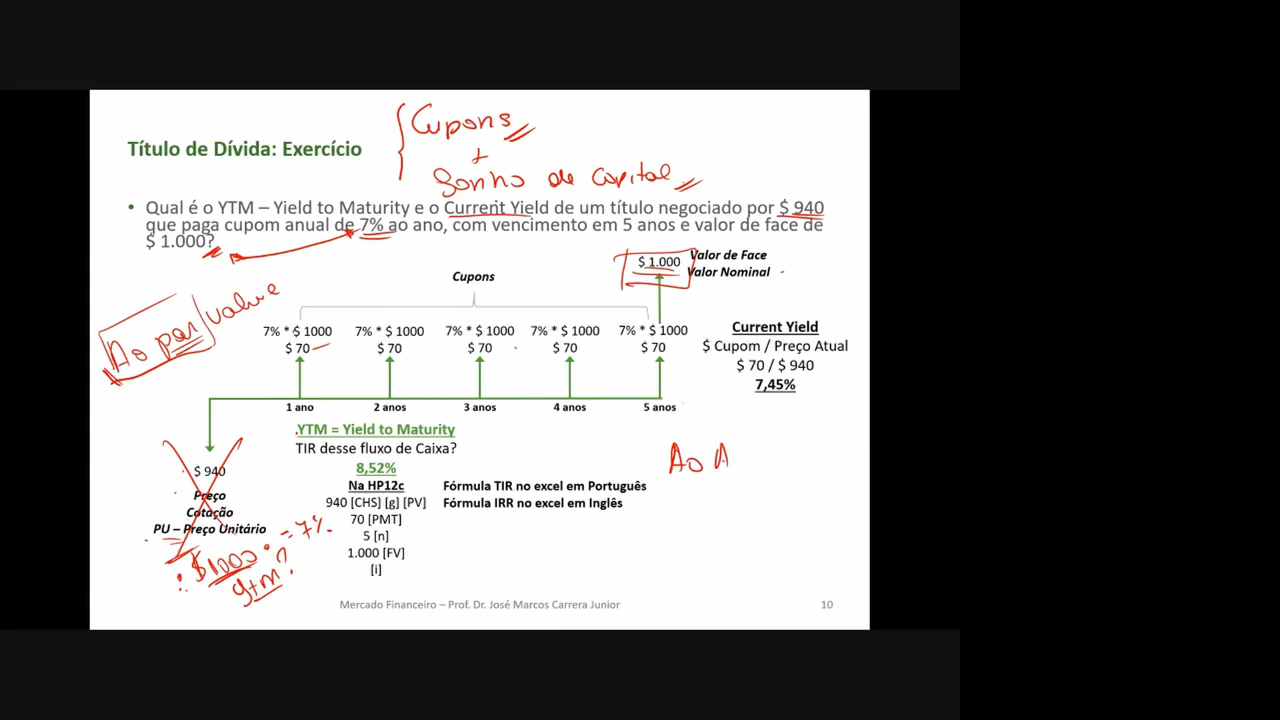 Cupons
+
Ganho de Capital
Título de Dívida: Exercício
• Qual é o YTM – Yield to Maturity e o Current Yield de um título negociado por $ 940
que paga cupom anual de 7% ao ano, com vencimento em 5 anos e valor de face de
$ 1.000?
$ 1.000
Valor de Face
Valor Nominal
Cupons
Ao par/value
7% * $ 1000
$ 70
7% * $ 1000
$ 70
7% * $ 1000
$ 70
7% * $ 1000
$ 70
7% * $ 1000
$ 70
Current Yield
$ Cupom / Preço Atual
$ 70 / $ 940
7,45%
1 ano
2 anos
3 anos
4 anos
5 anos
YTM = Yield to Maturity
TIR desse fluxo de Caixa?
8,52%
Na HP12c
940 [CHS] [g] [PV]
70 [PMT]
5 [n]
1.000 [FV]
[i]
Fórmula TIR no excel em Português
Fórmula IRR no excel em Inglês
Ao A
$ 940
Preço
Cotação
PU – Preço Unitário
$1000
= 7%
ytm?
Mercado Financeiro – Prof. Dr. José Marcos Carrera Junior
10